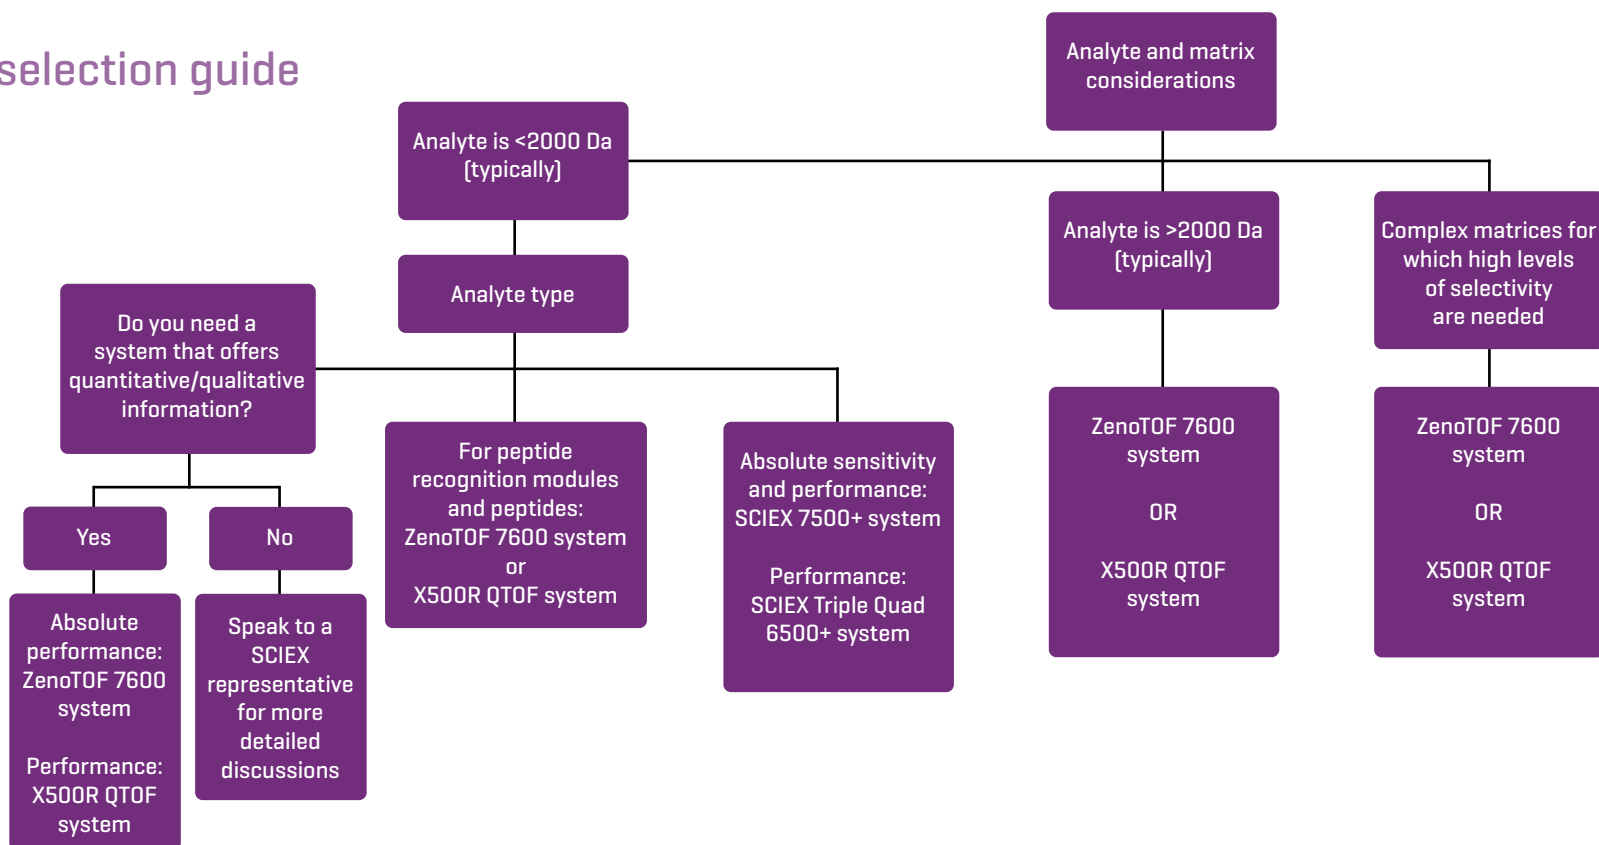 selection guide
Analyte and matrix
considerations
Analyte is <2000 Da
(typically)
Analyte is >2000 Da
(typically)
Complex matrices for
which high levels
of selectivity
are needed
Analyte type
Do you need a
system that offers
quantitative/qualitative
information?
For peptide
recognition modules
and peptides:
ZenoTOF 7600 system
or
X500R QTOF system
Absolute sensitivity
and performance:
SCIEX 7500+ system
Performance:
SCIEX Triple Quad
6500+ system
ZenoTOF 7600
system
OR
X500R QTOF
system
ZenoTOF 7600
system
OR
X500R QTOF
system
Yes
No
Absolute
performance:
ZenoTOF 7600
system
Performance:
X500R QTOF
system
Speak to a
SCIEX
representative
for more
detailed
discussions